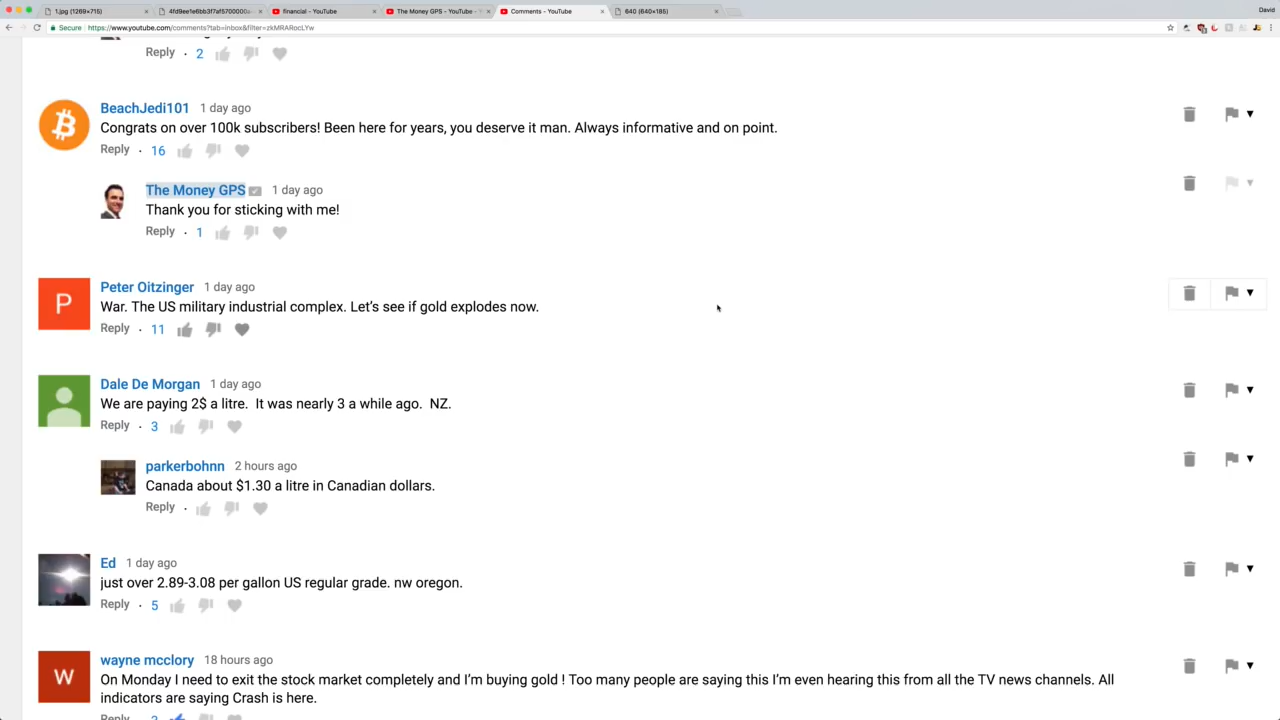 1.jpg (1269×715)
4fd9ee1e6bb3f7af5700000a
financial - YouTube
The Money GPS - YouTube -
Comments - YouTube
640 (640×185)
David
Secure
https://www.youtube.com/comments?tab=inbox&filter=zkMRARocLYw
Reply · 2
BeachJedi101 1 day ago
Congrats on over 100k subscribers! Been here for years, you deserve it man. Always informative and on point.
Reply · 16
The Money GPS 1 day ago
Thank you for sticking with me!
Reply · 1
P
Peter Oitzinger 1 day ago
War. The US military industrial complex. Let's see if gold explodes now.
Reply · 11
Dale De Morgan 1 day ago
We are paying 2$ a litre.  It was nearly 3 a while ago.  NZ.
Reply · 3
parkerbohnn 2 hours ago
Canada about $1.30 a litre in Canadian dollars.
Reply ·
Ed 1 day ago
just over 2.89-3.08 per gallon US regular grade. nw oregon.
Reply · 5
W
wayne mcclory 18 hours ago
On Monday I need to exit the stock market completely and I'm buying gold ! Too many people are saying this I'm even hearing this from all the TV news channels. All
indicators are saying Crash is here.
Reply